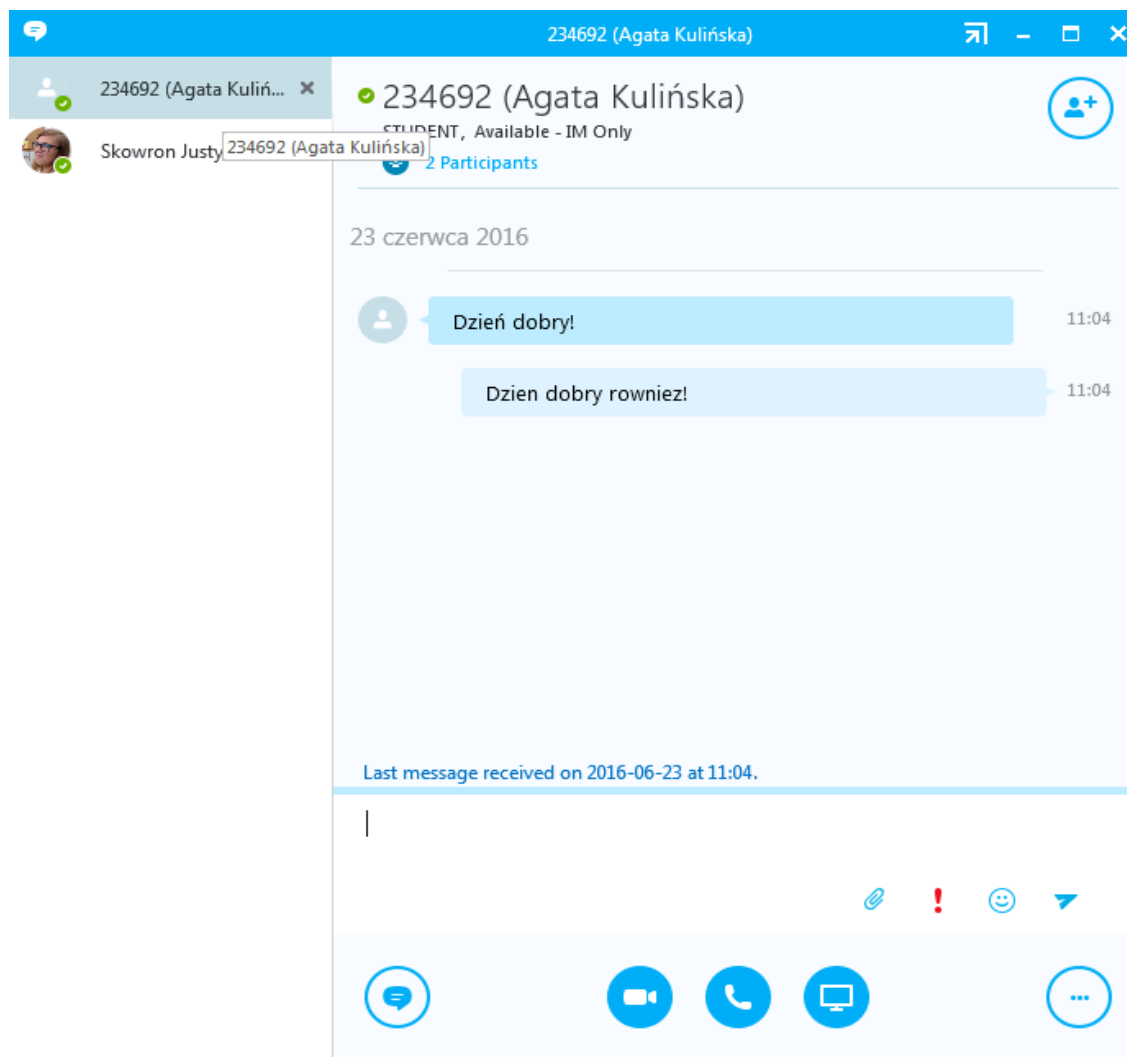 234692 (Agata Kulińska)
234692 (Agata Kuliń...
Skowron Justy
234692 (Agata Kulińska)
234692 (Agata Kulińska)
STUDENT, Available - IM Only
2 Participants
23 czerwca 2016
Dzień dobry! 11:04
Dzien dobry rowniez! 11:04
Last message received on 2016-06-23 at 11:04.